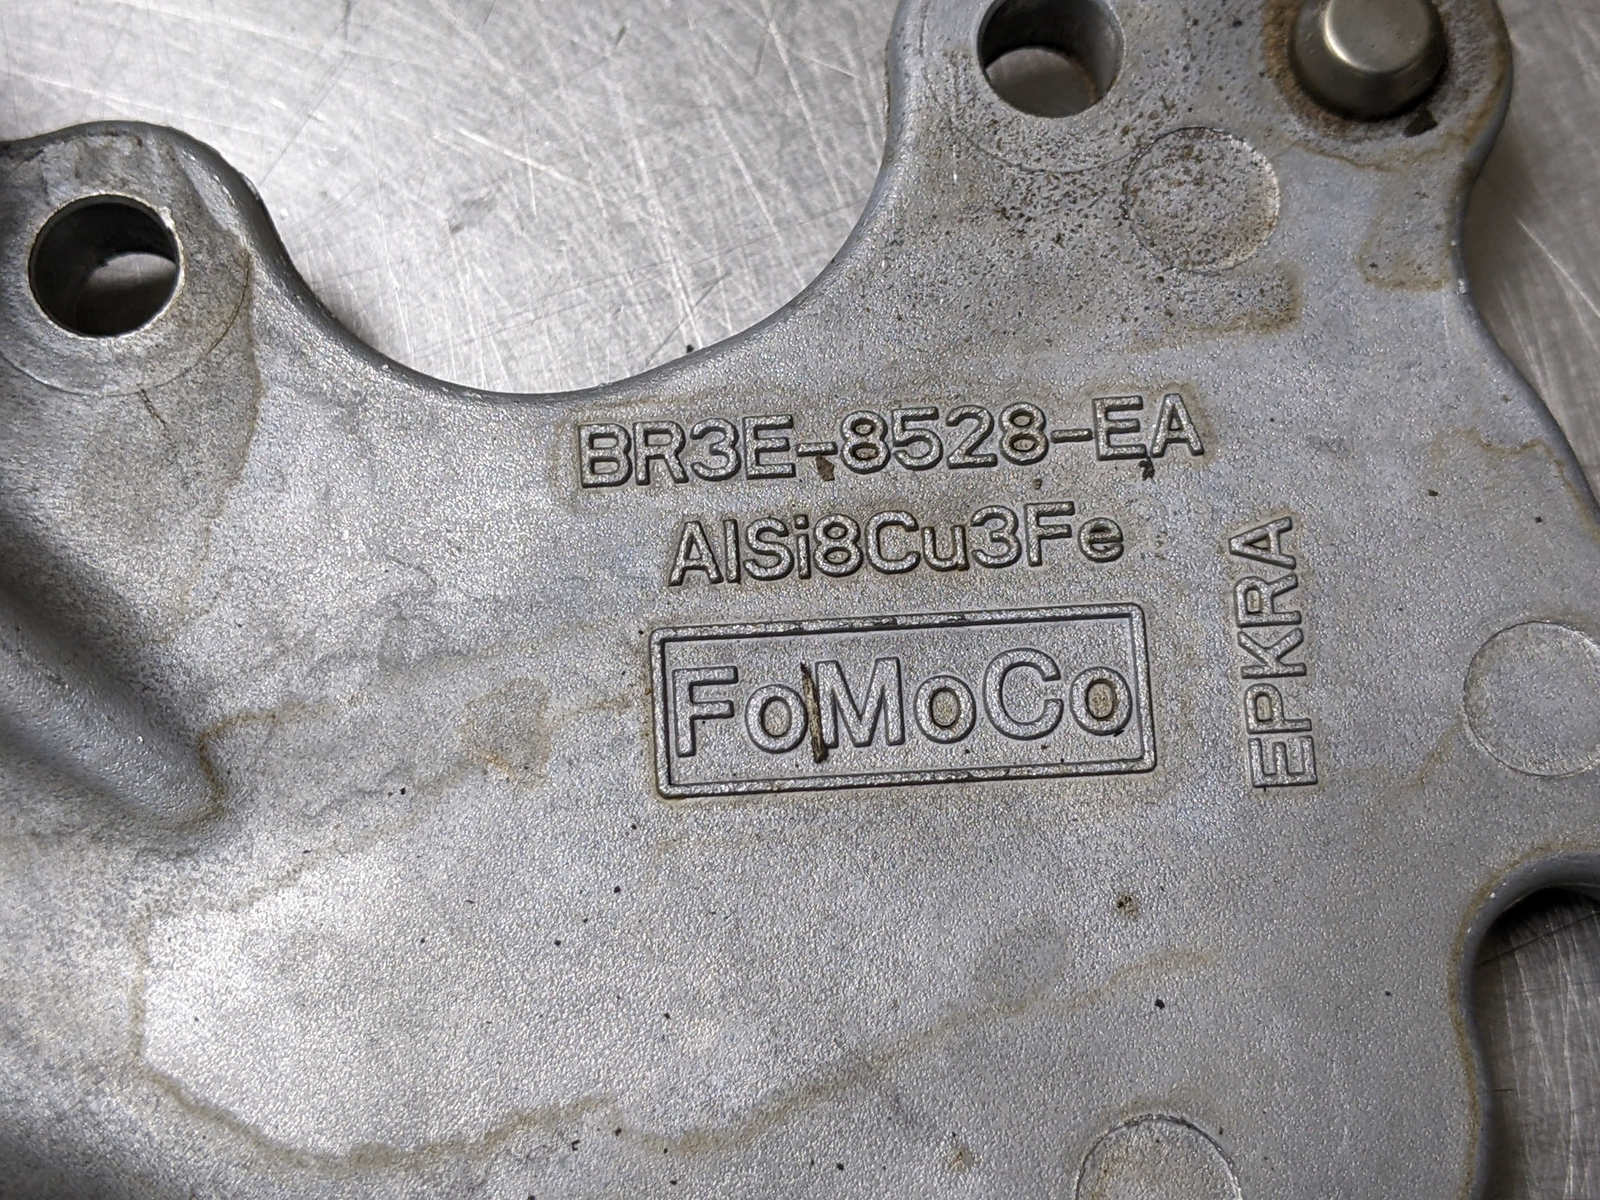 BR3E-8528-EA
AlSi8Cu3Fe
FoMoCo
EPKRA